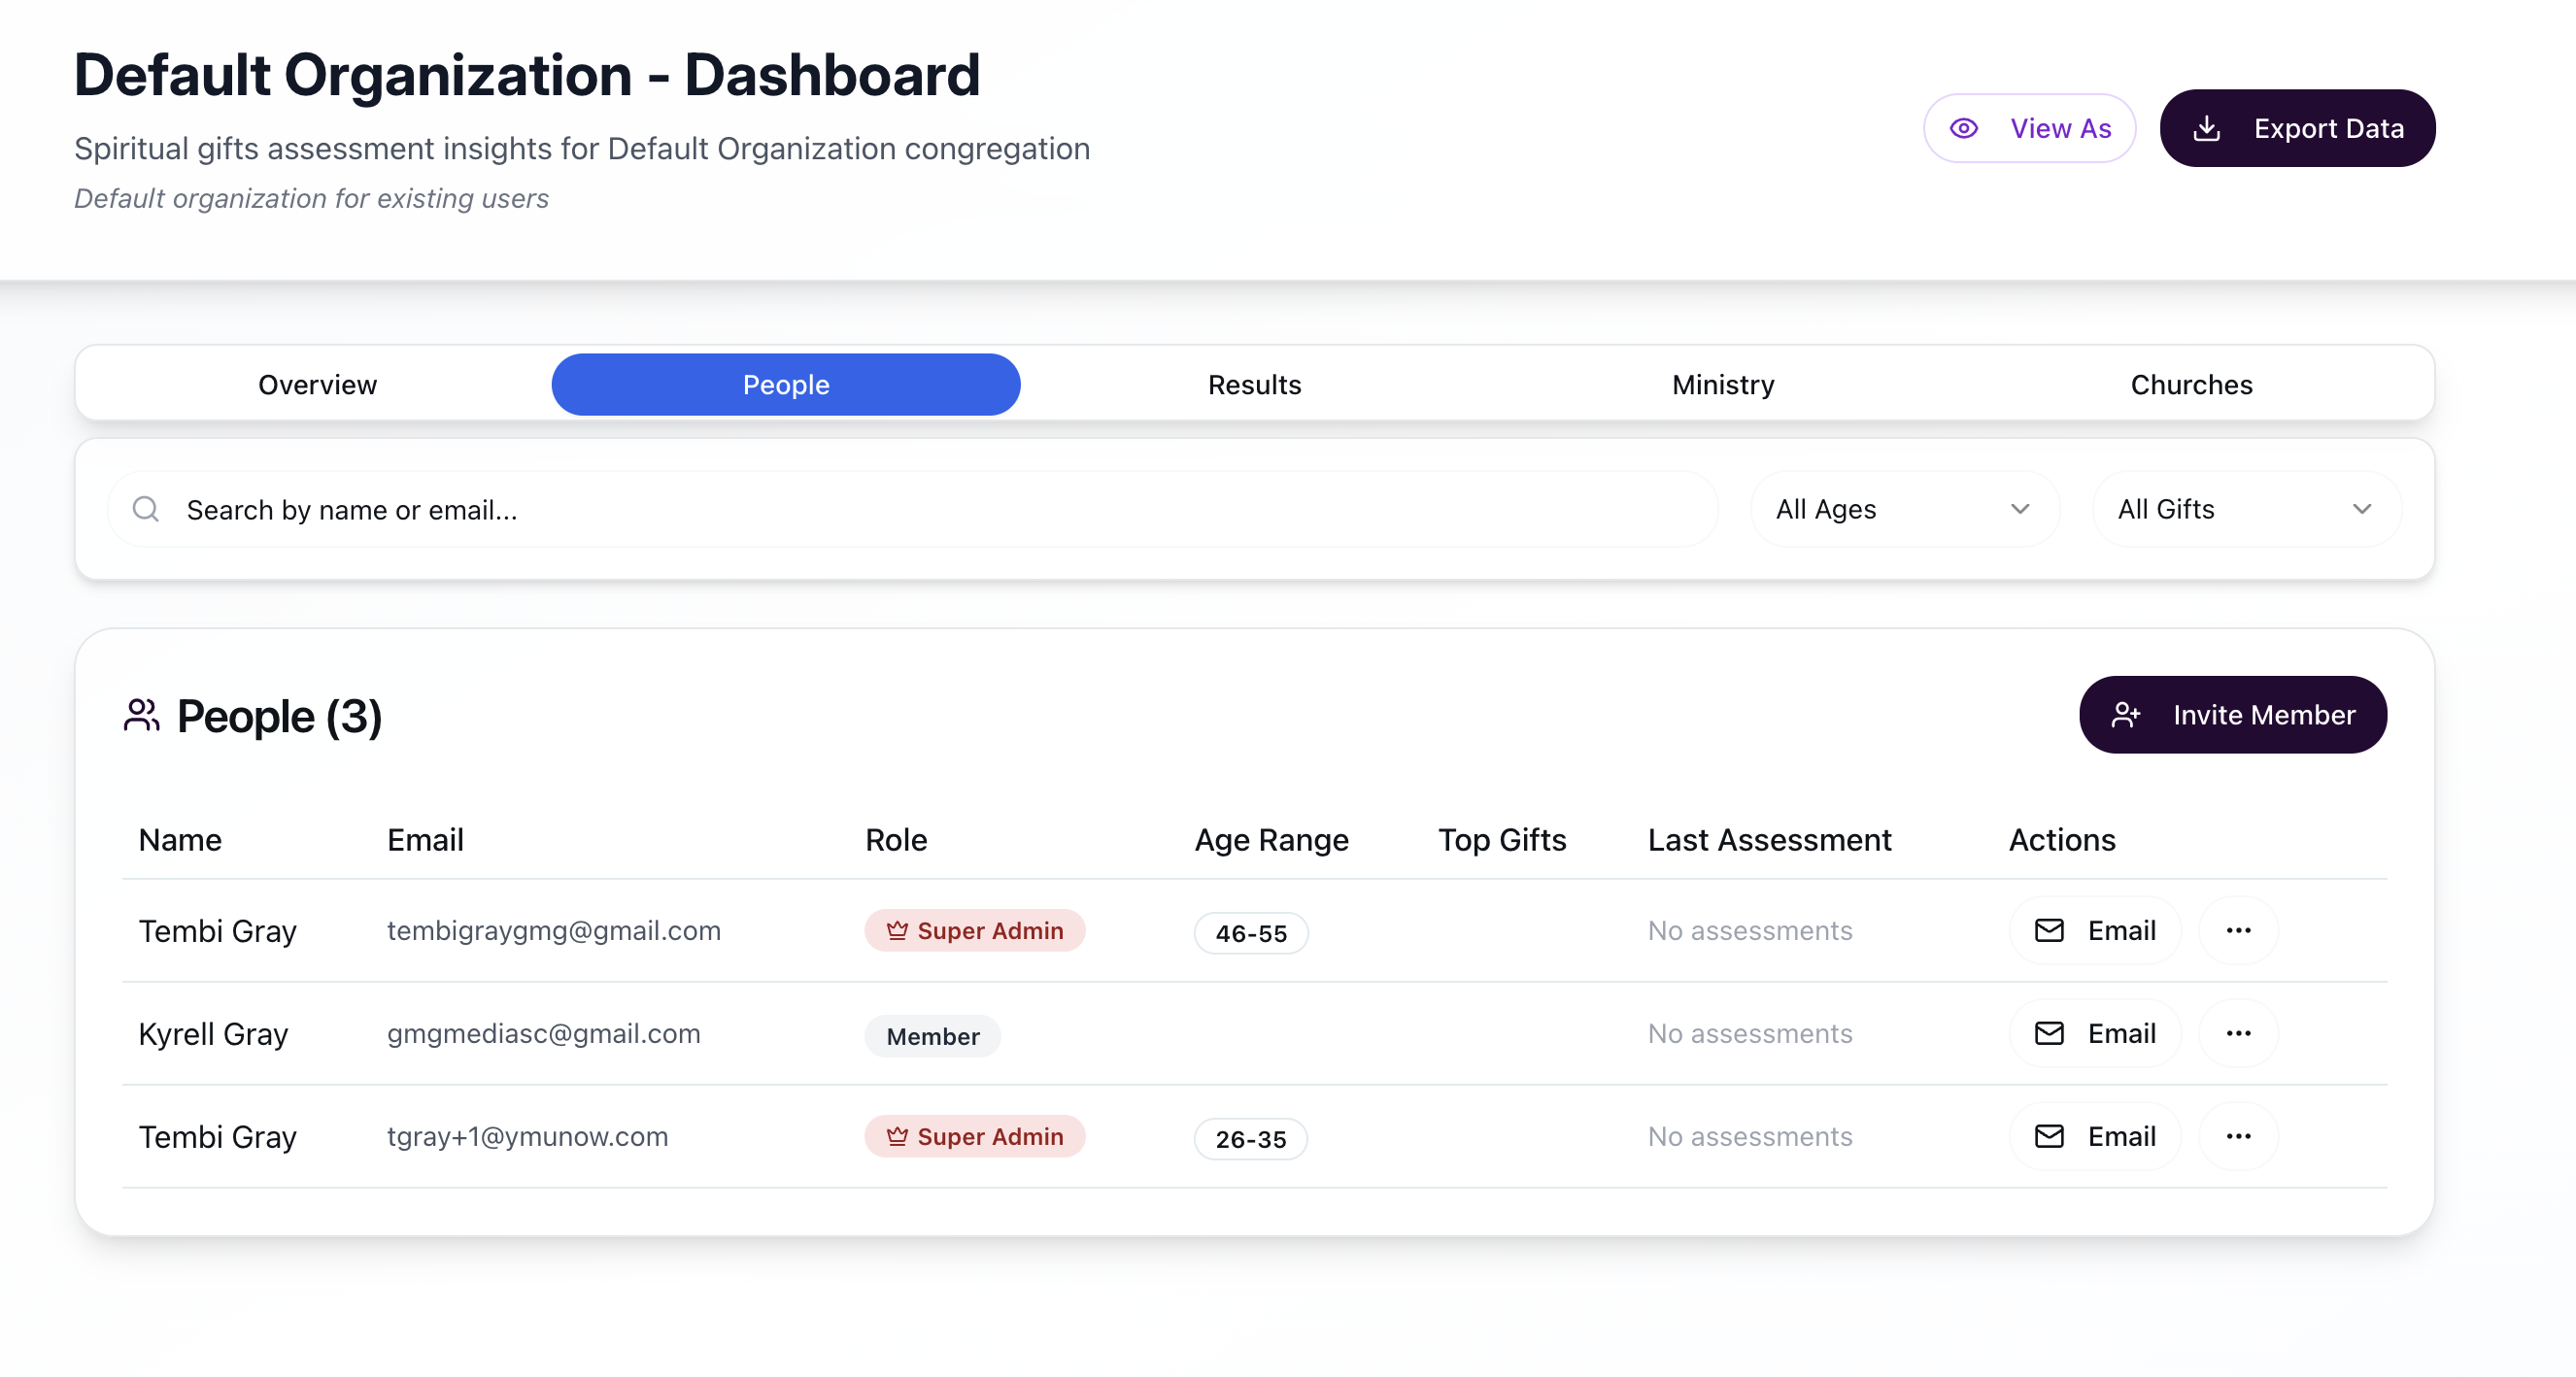 Default Organization - Dashboard
Spiritual gifts assessment insights for Default Organization congregation
Default organization for existing users
View As
Export Data
Overview People Results Ministry Churches
Search by name or email...
All Ages
All Gifts
People (3)
Invite Member
Name Email Role Age Range Top Gifts Last Assessment Actions
Tembi Gray tembigraygmg@gmail.com Super Admin 46-55 No assessments Email ...
Kyrell Gray gmgmediasc@gmail.com Member No assessments Email ...
Tembi Gray tgray+1@ymunow.com Super Admin 26-35 No assessments Email ...